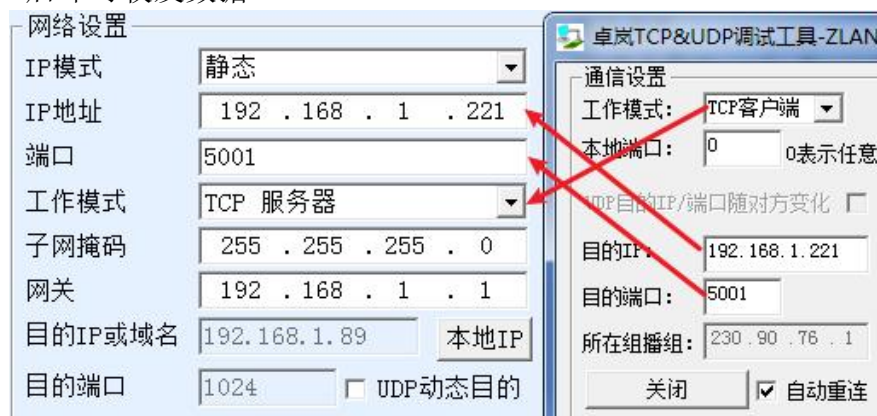 网络设置
IP模式 静态
IP地址 192 . 168 . 1 . 221
端口 5001
工作模式 TCP 服务器
子网掩码 255 . 255 . 255 . 0
网关 192 . 168 . 1 . 1
目的IP或域名 192.168.1.89 本地IP
目的端口 1024 UDP动态目的
卓岚TCP&UDP调试工具-ZLAN
通信设置
工作模式: TCP客户端
本地端口: 0 0表示任意
UDP目的IP/端口随对方变化
目的IP: 192.168.1.221
目的端口: 5001
所在组播组: 230 .90 .76 . 1
关闭 自动重连